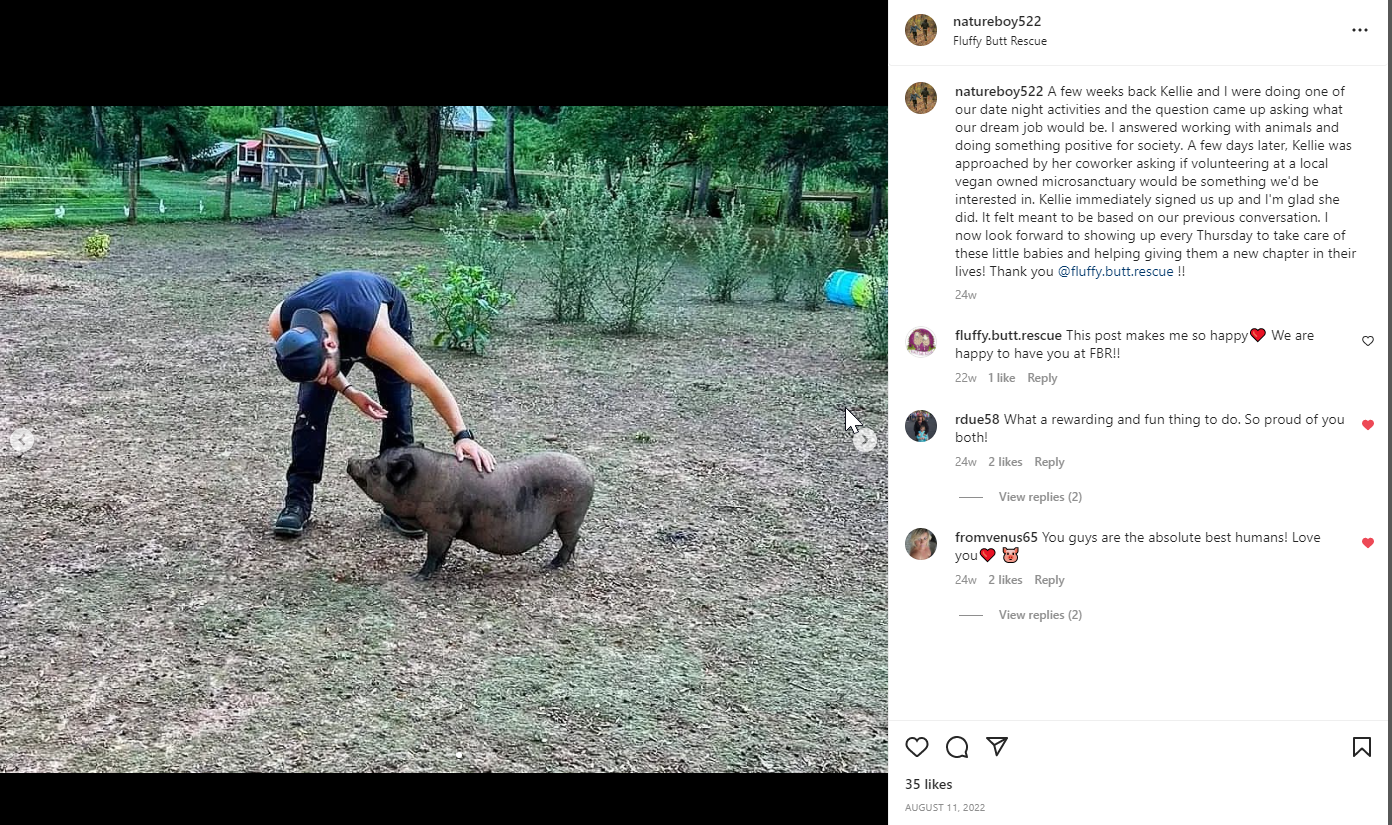 natureboy522
Fluffy Butt Rescue
natureboy522 A few weeks back Kellie and I were doing one of
our date night activities and the question came up asking what
our dream job would be. I answered working with animals and
doing something positive for society. A few days later, Kellie was
approached by her coworker asking if volunteering at a local
vegan owned microsanctuary would be something we'd be
interested in. Kellie immediately signed us up and I'm glad she
did. It felt meant to be based on our previous conversation. I
now look forward to showing up every Thursday to take care of
these little babies and helping giving them a new chapter in their
lives! Thank you @fluffy.butt.rescue !!
24w
fluffy.butt.rescue This post makes me so happy❤️ We are
happy to have you at FBR!!
22w 1 like Reply
rdue58 What a rewarding and fun thing to do. So proud of you
both!
24w 2 likes Reply
View replies (2)
fromvenus65 You guys are the absolute best humans! Love
you❤️ 🐷
24w 2 likes Reply
View replies (2)
35 likes
AUGUST 11, 2022